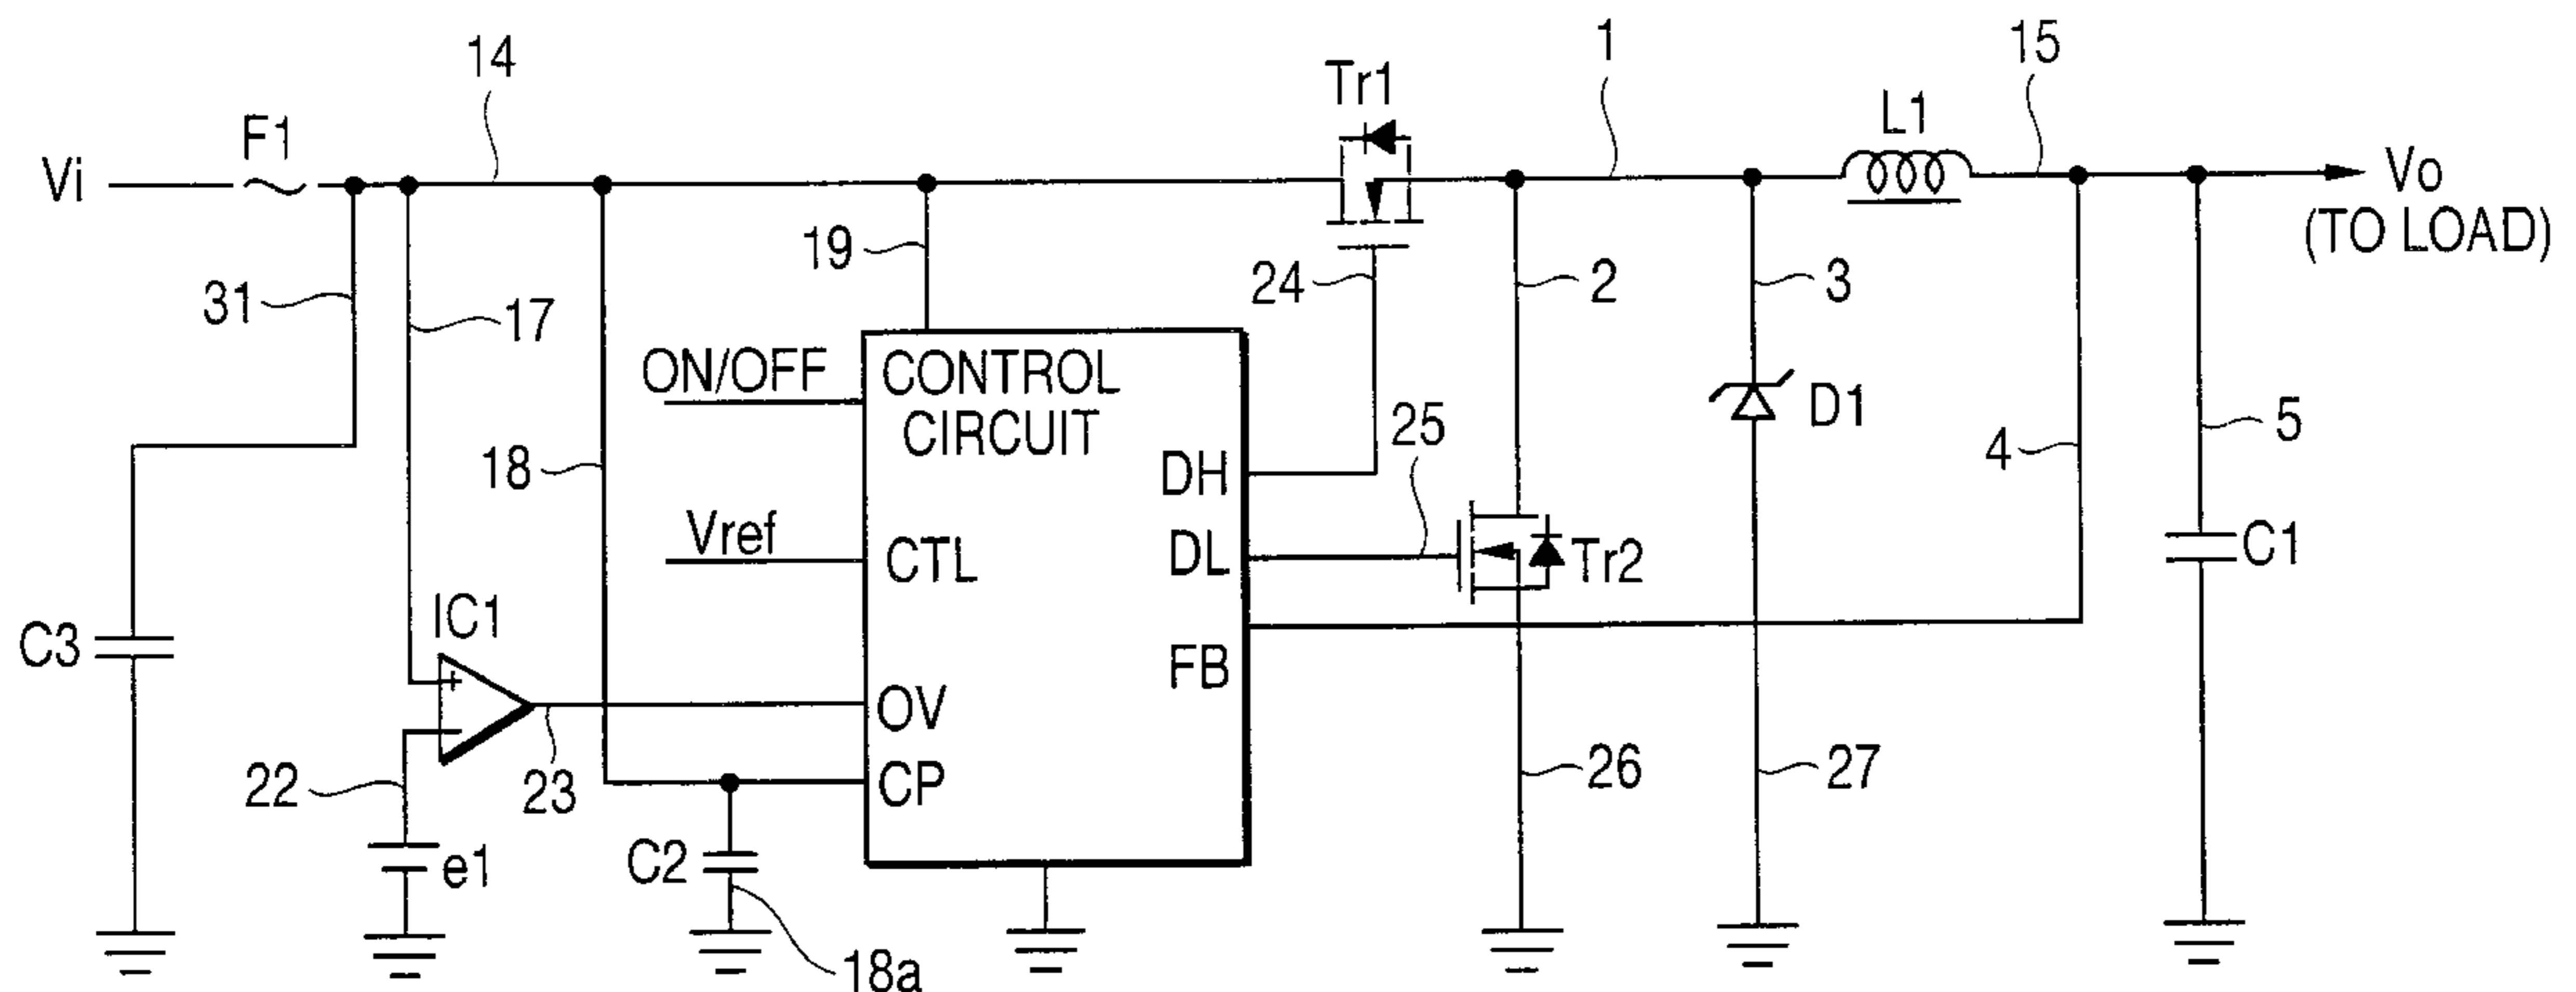 14
Tr1
1
15
F1
L1
Vi
Vo
(TO LOAD)
19
24
2
3
31
17
ON/OFF
CONTROL
CIRCUIT
D1
25
5
18
DH
4
Vref
CTL
DL
Tr2
C1
IC1
C3
+
FB
OV
22
23
CP
26
27
C2
e1
18a